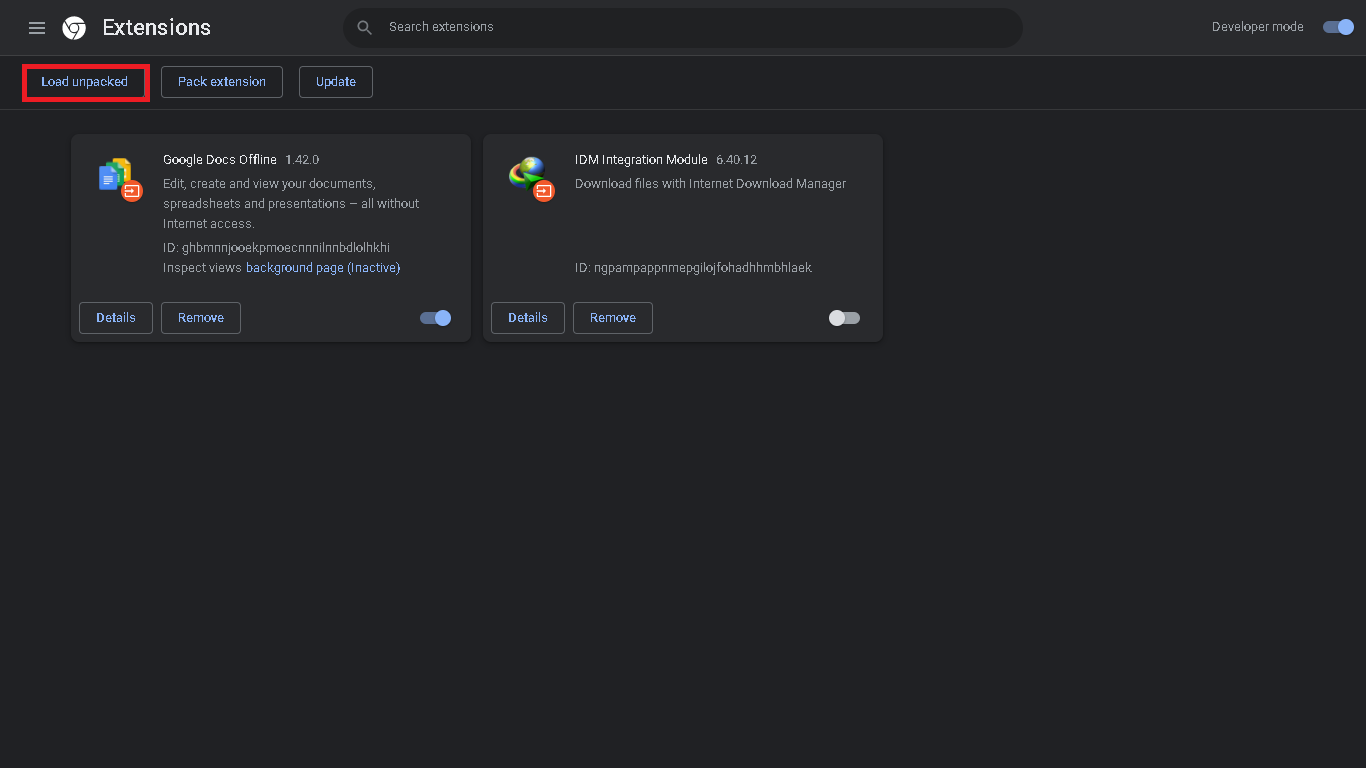 Extensions
Search extensions
Developer mode
Load unpacked
Pack extension
Update
Google Docs Offline 1.42.0
Edit, create and view your documents,
spreadsheets and presentations – all without
Internet access.
ID: ghbmnnjooekpmoecnnnilnnbdlolhkhi
Inspect views background page (Inactive)
Details
Remove
IDM Integration Module 6.40.12
Download files with Internet Download Manager
ID: ngpampappnmepgilojfohadhhmbhlaek
Details
Remove